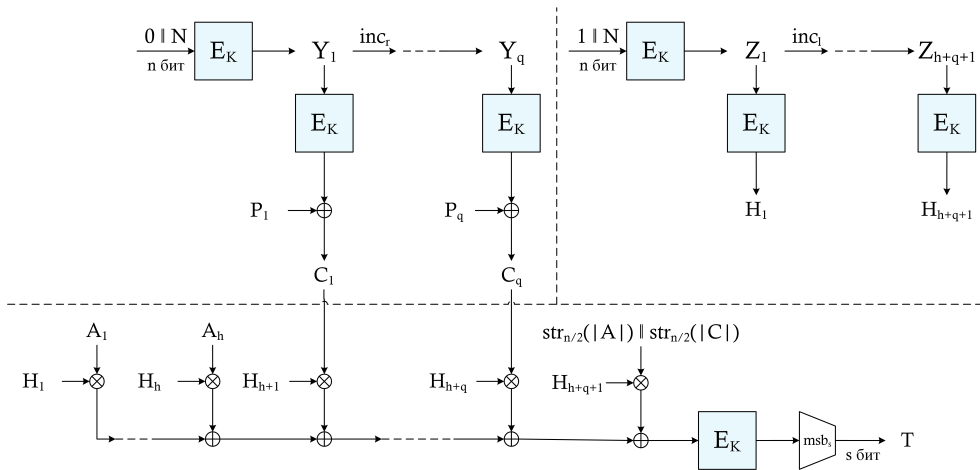 0 ∥ N
n бит
E_K
Y_1
inc_r
Y_q
E_K
E_K
P_1
P_q
C_1
C_q
1 ∥ N
n бит
E_K
Z_1
inc_l
Z_{h+q+1}
E_K
E_K
H_1
H_{h+q+1}
A_1
A_h
str_{n/2}(|A|) ∥ str_{n/2}(|C|)
H_1
H_h
H_{h+1}
H_{h+q}
H_{h+q+1}
E_K
msb_s
s бит
T